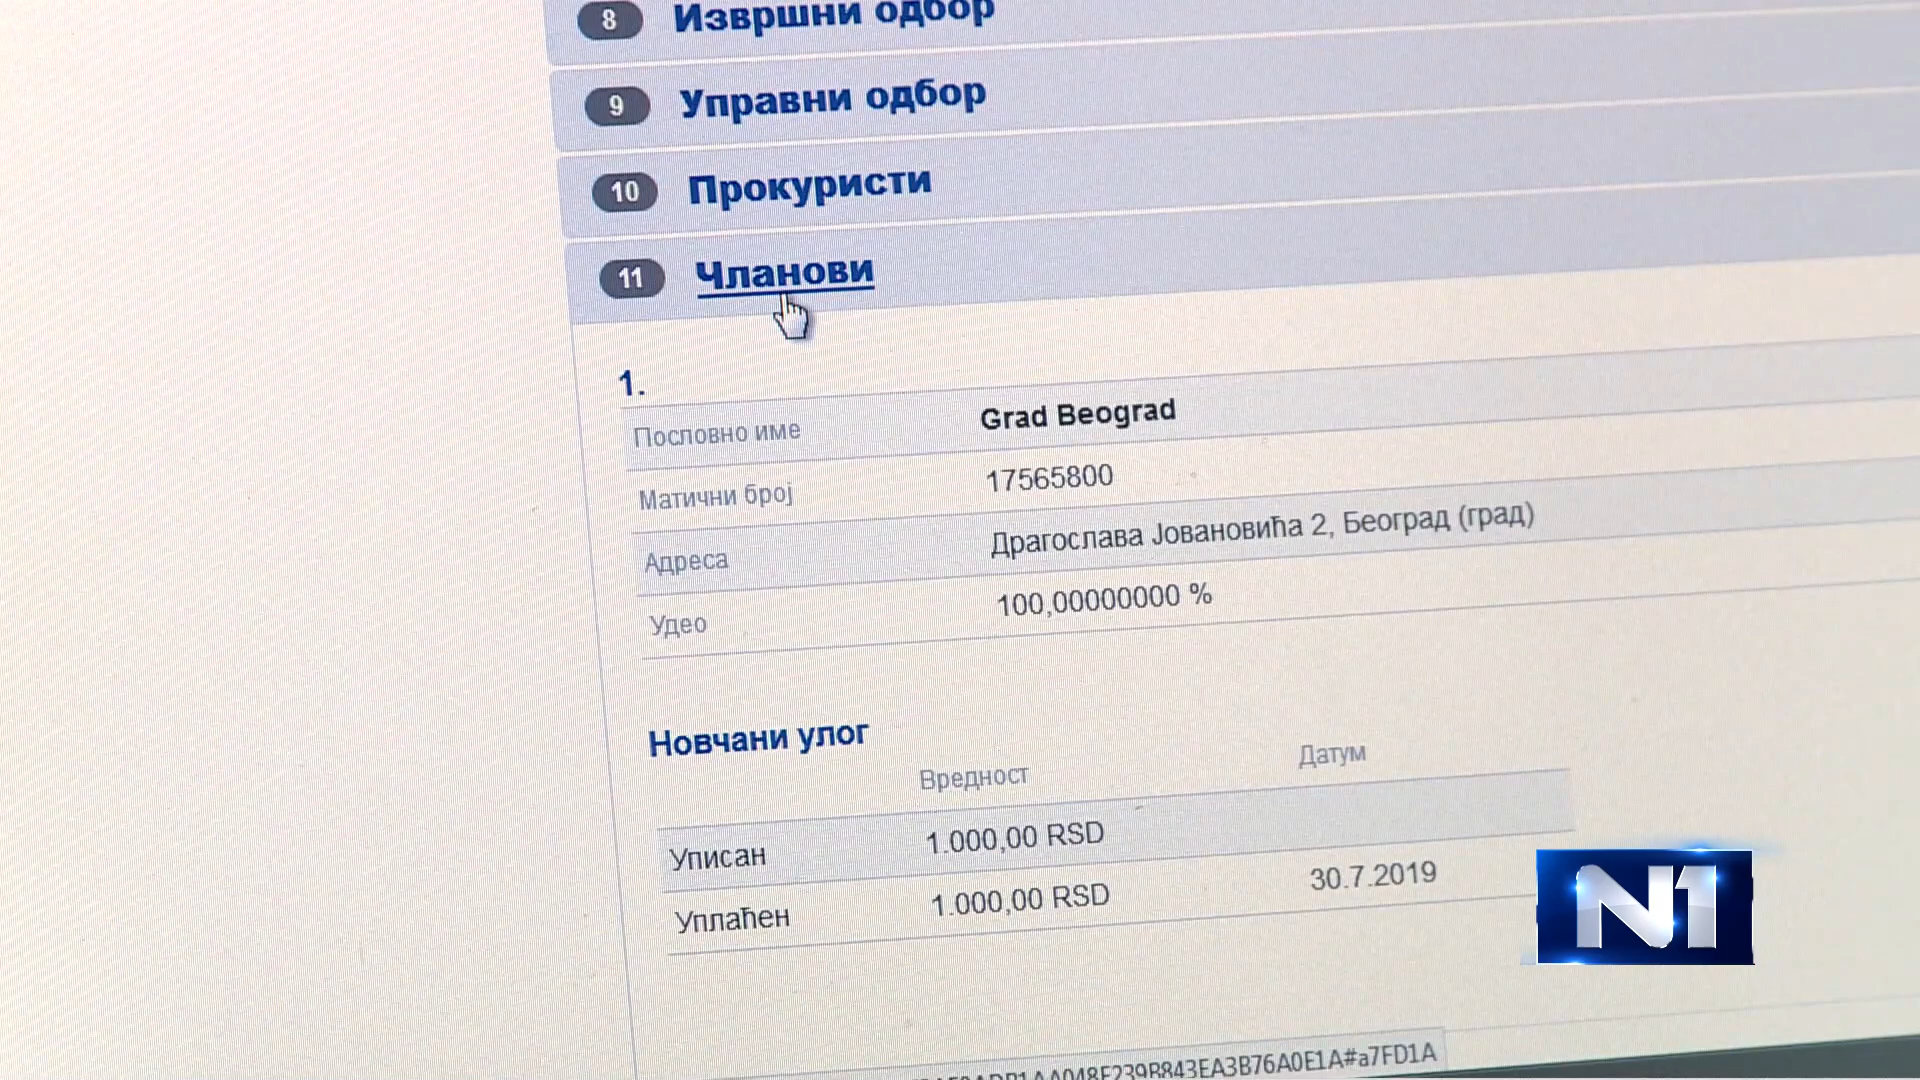 8 Извршни одбор
9 Управни одбор
10 Прокуристи
11 Чланови
1.
Пословно име Grad Beograd
Матични број 17565800
Адреса Драгослава Јовановића 2, Београд (град)
Удео 100,00000000 %
Новчани улог
Вредност Датум
Уписан 1.000,00 RSD
Уплаћен 1.000,00 RSD 30.7.2019
N1